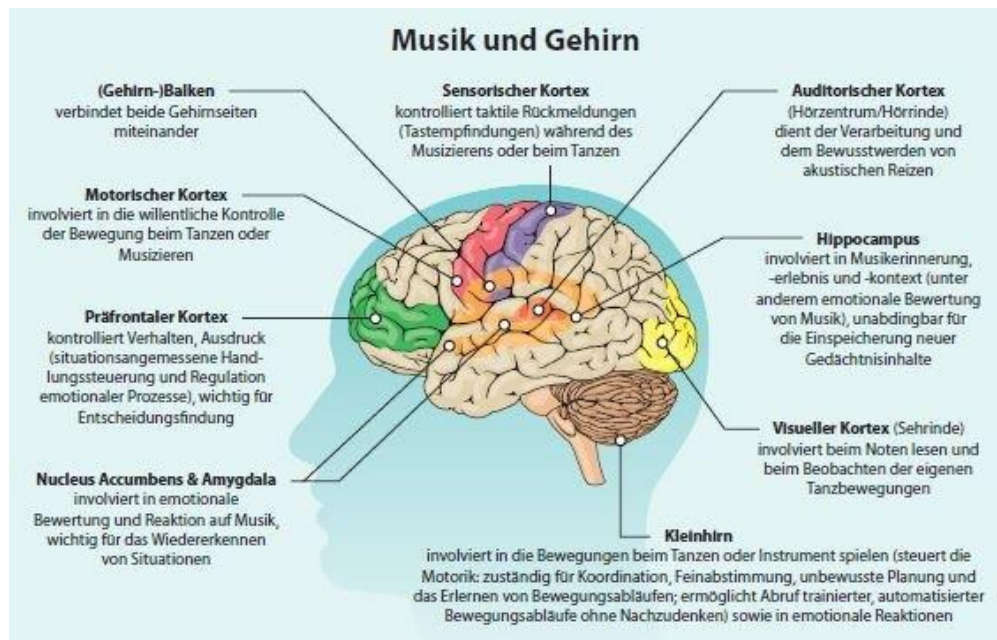 Musik und Gehirn
(Gehirn-)Balken
verbindet beide Gehirnseiten
miteinander
Sensorischer Kortex
kontrolliert taktile Rückmeldungen
(Tastempfindungen) während des
Musizierens oder beim Tanzen
Auditorischer Kortex
(Hörzentrum/Hörrinde)
dient der Verarbeitung und
dem Bewusstwerden von
akustischen Reizen
Motorischer Kortex
involviert in die willentliche Kontrolle
der Bewegung beim Tanzen oder
Musizieren
Hippocampus
involviert in Musikerinnerung,
-erlebnis und -kontext (unter
anderem emotionale Bewertung
von Musik), unabdingbar für
die Einspeicherung neuer
Gedächtnisinhalte
Präfrontaler Kortex
kontrolliert Verhalten, Ausdruck
(situationsangemessene Hand-
lungssteuerung und Regulation
emotionaler Prozesse), wichtig für
Entscheidungsfindung
Visueller Kortex (Sehrinde)
involviert beim Noten lesen und
beim Beobachten der eigenen
Tanzbewegungen
Nucleus Accumbens & Amygdala
involviert in emotionale
Bewertung und Reaktion auf Musik,
wichtig für das Wiedererkennen
von Situationen
Kleinhirn
involviert in die Bewegungen beim Tanzen oder Instrument spielen (steuert die
Motorik: zuständig für Koordination, Feinabstimmung, unbewusste Planung und
das Erlernen von Bewegungsabläufen; ermöglicht Abruf trainierter, automatisierter
Bewegungsabläufe ohne Nachzudenken) sowie in emotionale Reaktionen